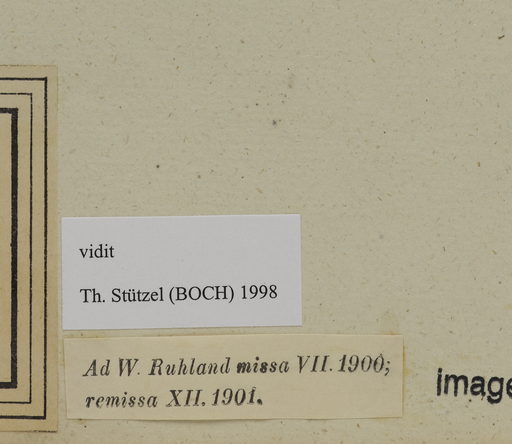 vidit
Th. Stützel (BOCH) 1998
Ad W. Ruhland missa VII. 1900;
remissa XII. 1901.
image